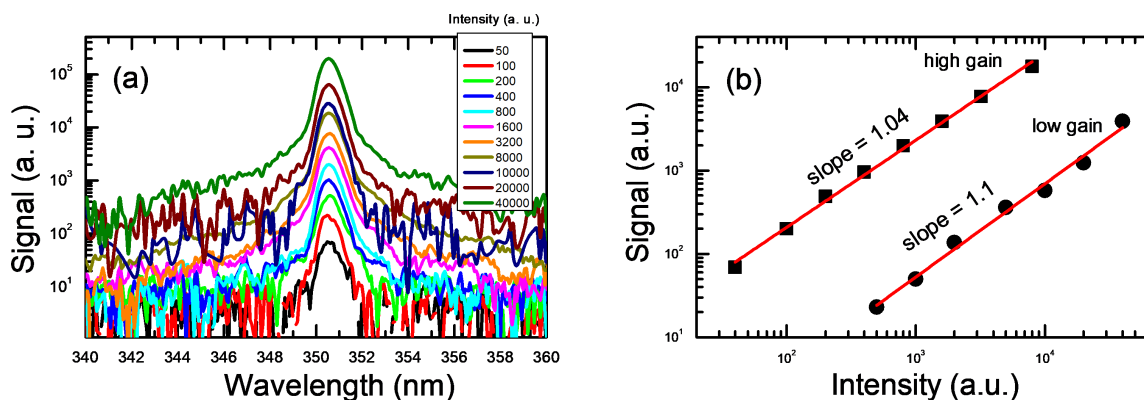 Intensity (a. u.)
50
100
200
400
800
1600
3200
8000
10000
20000
40000
(a)
Signal (a. u.)
10⁵
10⁴
10³
10²
10¹
340 342 344 346 348 350 352 354 356 358 360
Wavelength (nm)
(b)
high gain
low gain
slope = 1.04
slope = 1.1
Signal (a.u.)
10⁴
10³
10²
10¹
10² 10³ 10⁴
Intensity (a.u.)